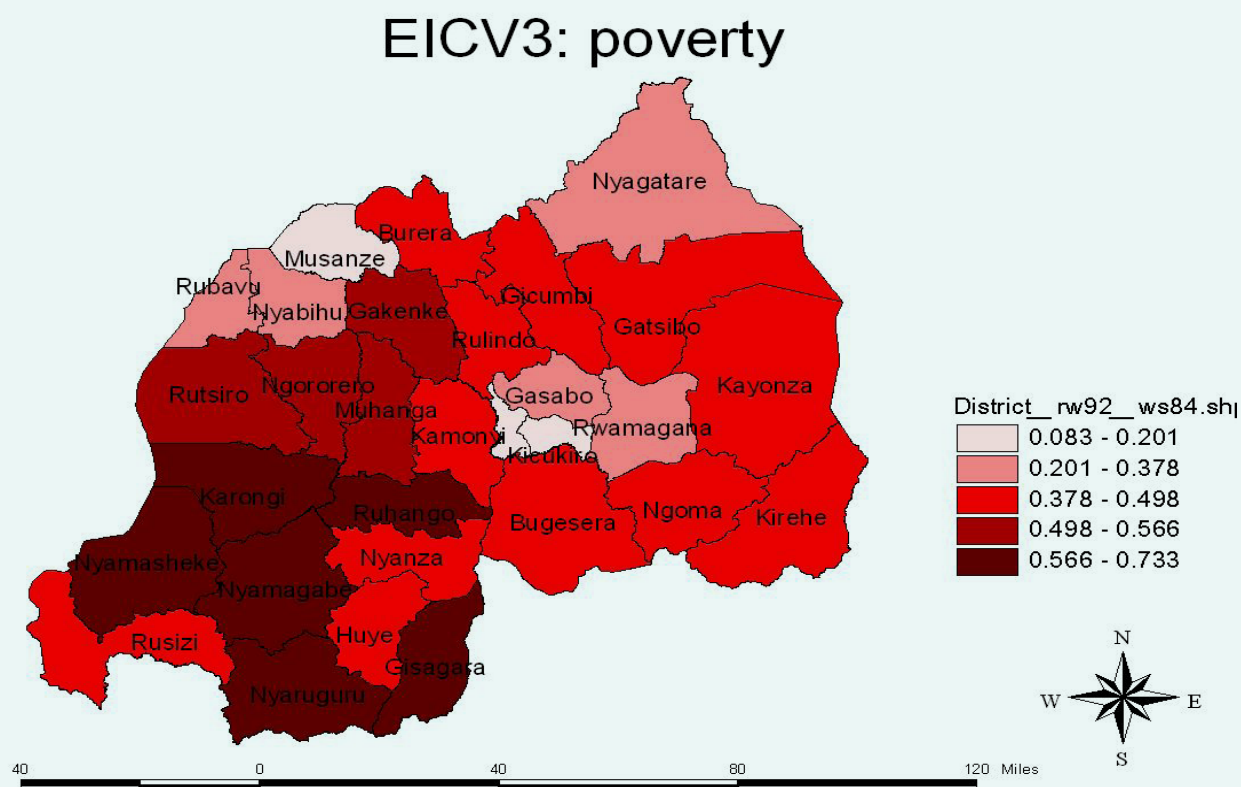 EICV3: poverty
Nyagatare
Burera
Musanze
Rubavu
Nyabihu
Gakenke
Gicumbi
Rulindo
Gatsibo
Rutsiro
Ngororero
Muhanga
Gasabo
Kayonza
Kamonyi
Rwamagana
Kicukiro
Karongi
Ruhango
Bugesera
Ngoma
Kirehe
Nyamasheke
Nyanza
Nyamagabe
Rusizi
Huye
Gisagara
Nyaruguru
District__rw92__ws84.shp
0.083 - 0.201
0.201 - 0.378
0.378 - 0.498
0.498 - 0.566
0.566 - 0.733
N
W E
S
40 0 40 80 120 Miles